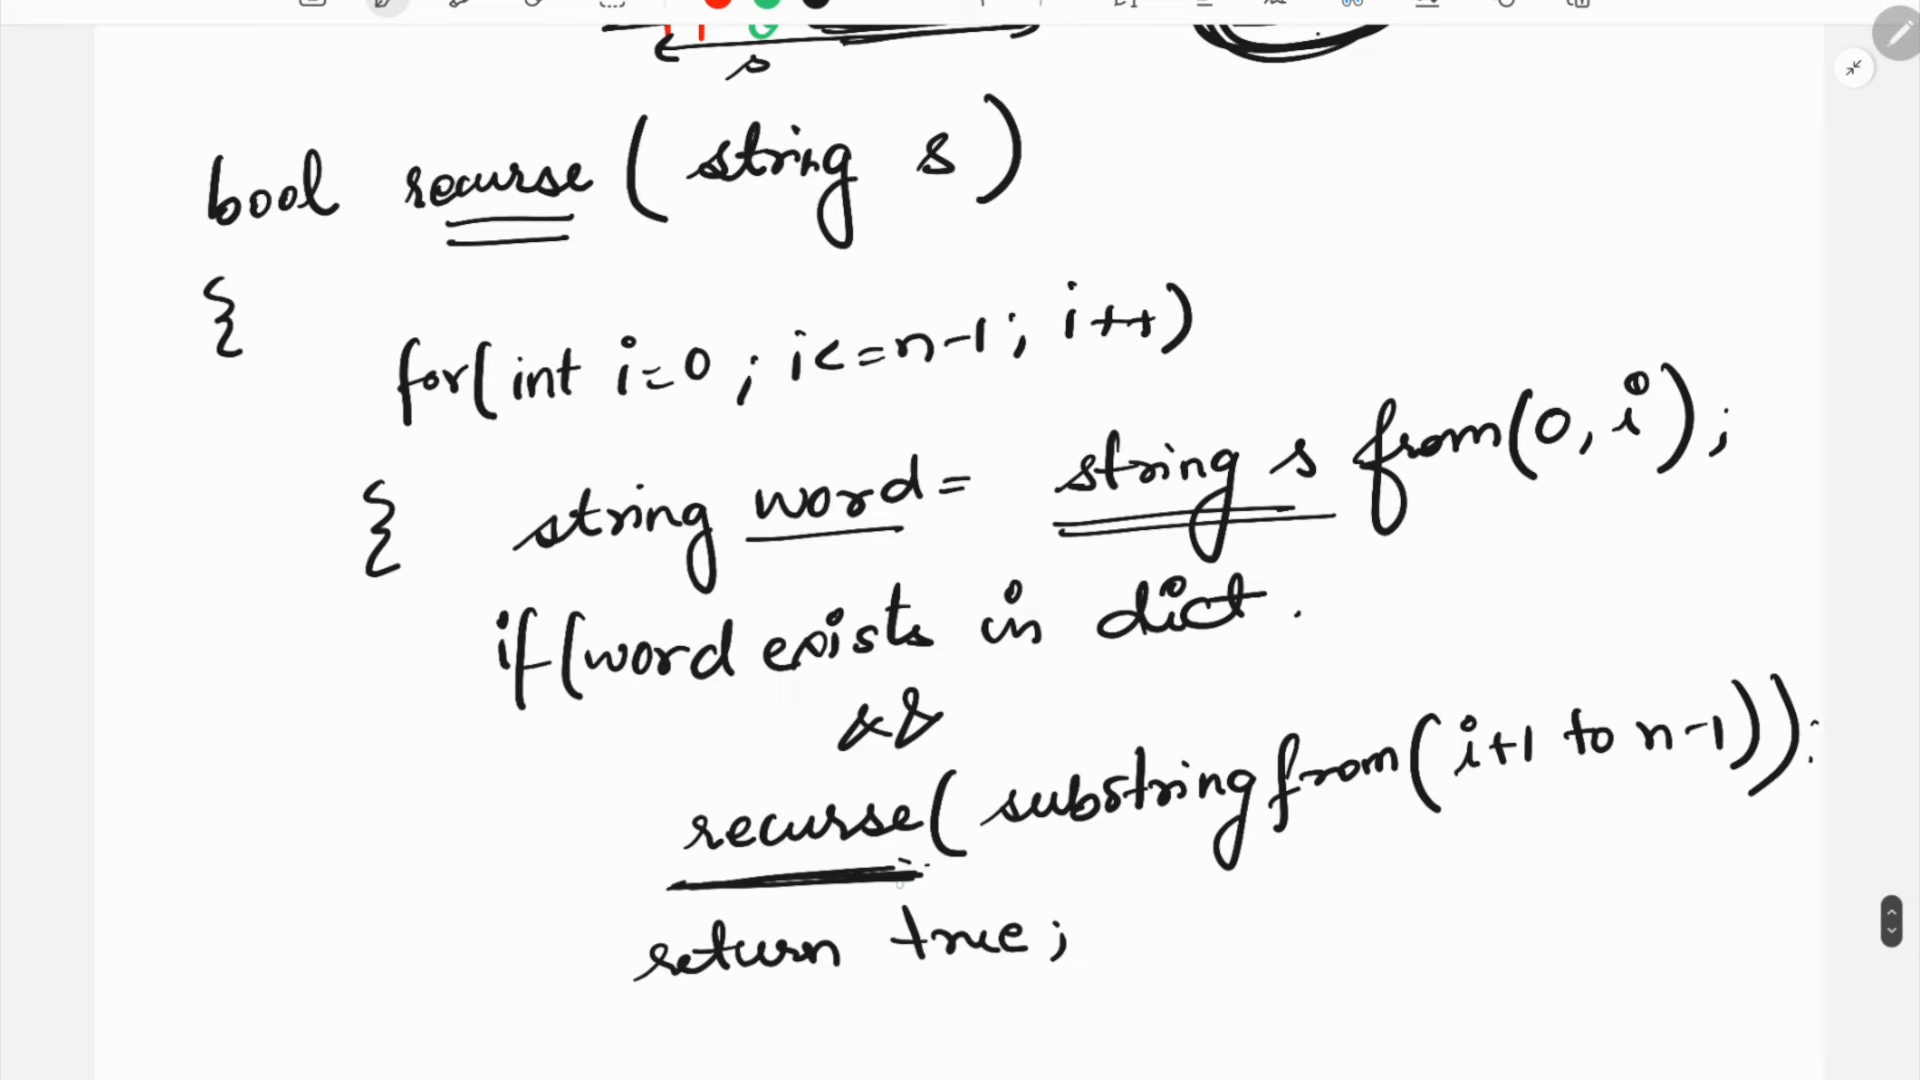 s
bool recurse ( string s )
{
for( int i=0 ; i<=n-1 ; i++)
{ string word = string s from(0, i) ;
if(word exists in dict .
&&
recurse( substring from( i+1 to n-1 )) :
return true ;